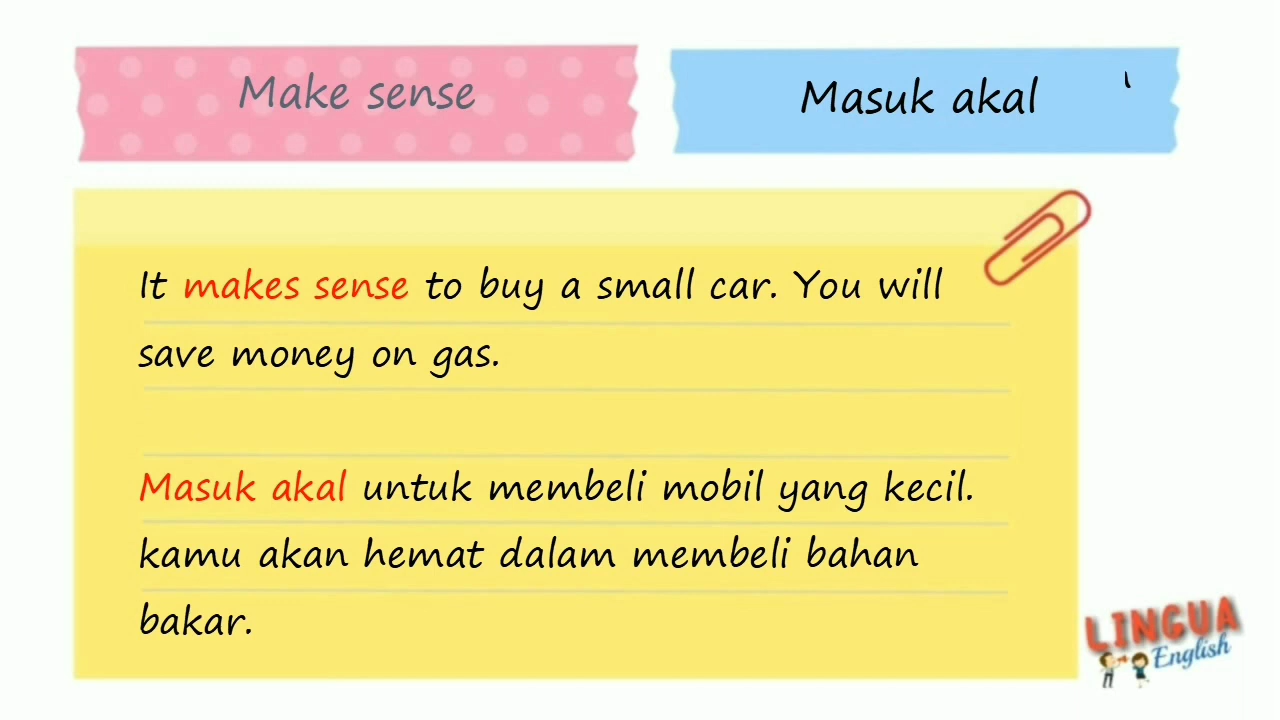 Make sense
Masuk akal
It makes sense to buy a small car. You will
save money on gas.
Masuk akal untuk membeli mobil yang kecil.
kamu akan hemat dalam membeli bahan
bakar.
LINGUA
English